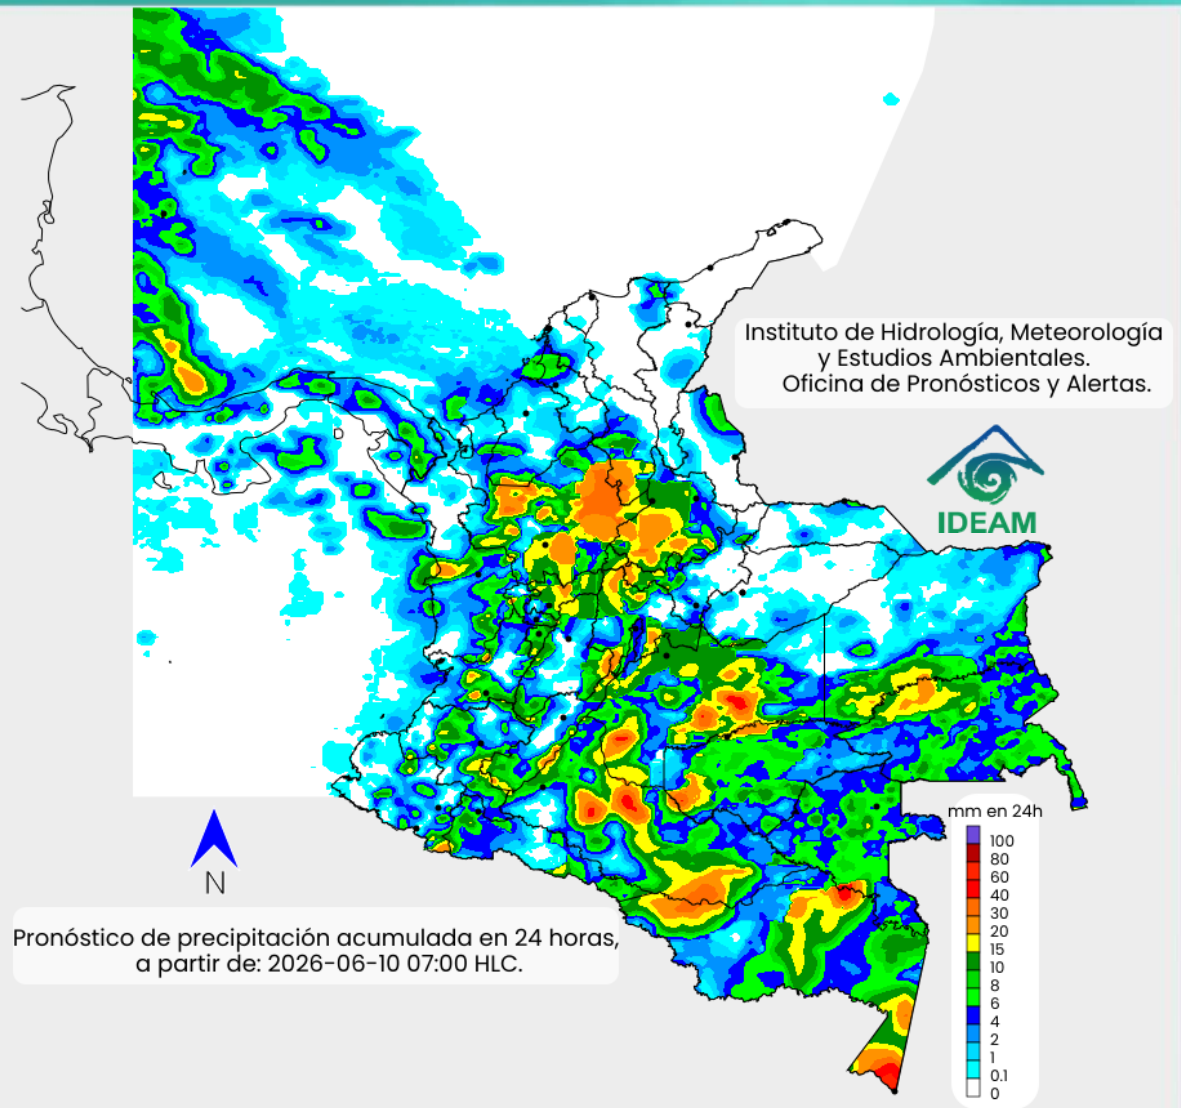 Instituto de Hidrología, Meteorología
y Estudios Ambientales.
Oficina de Pronósticos y Alertas.
IDEAM
mm en 24h
100
80
60
40
30
20
15
10
8
6
4
2
1
0.1
0
N
Pronóstico de precipitación acumulada en 24 horas,
a partir de: 2026-06-10 07:00 HLC.